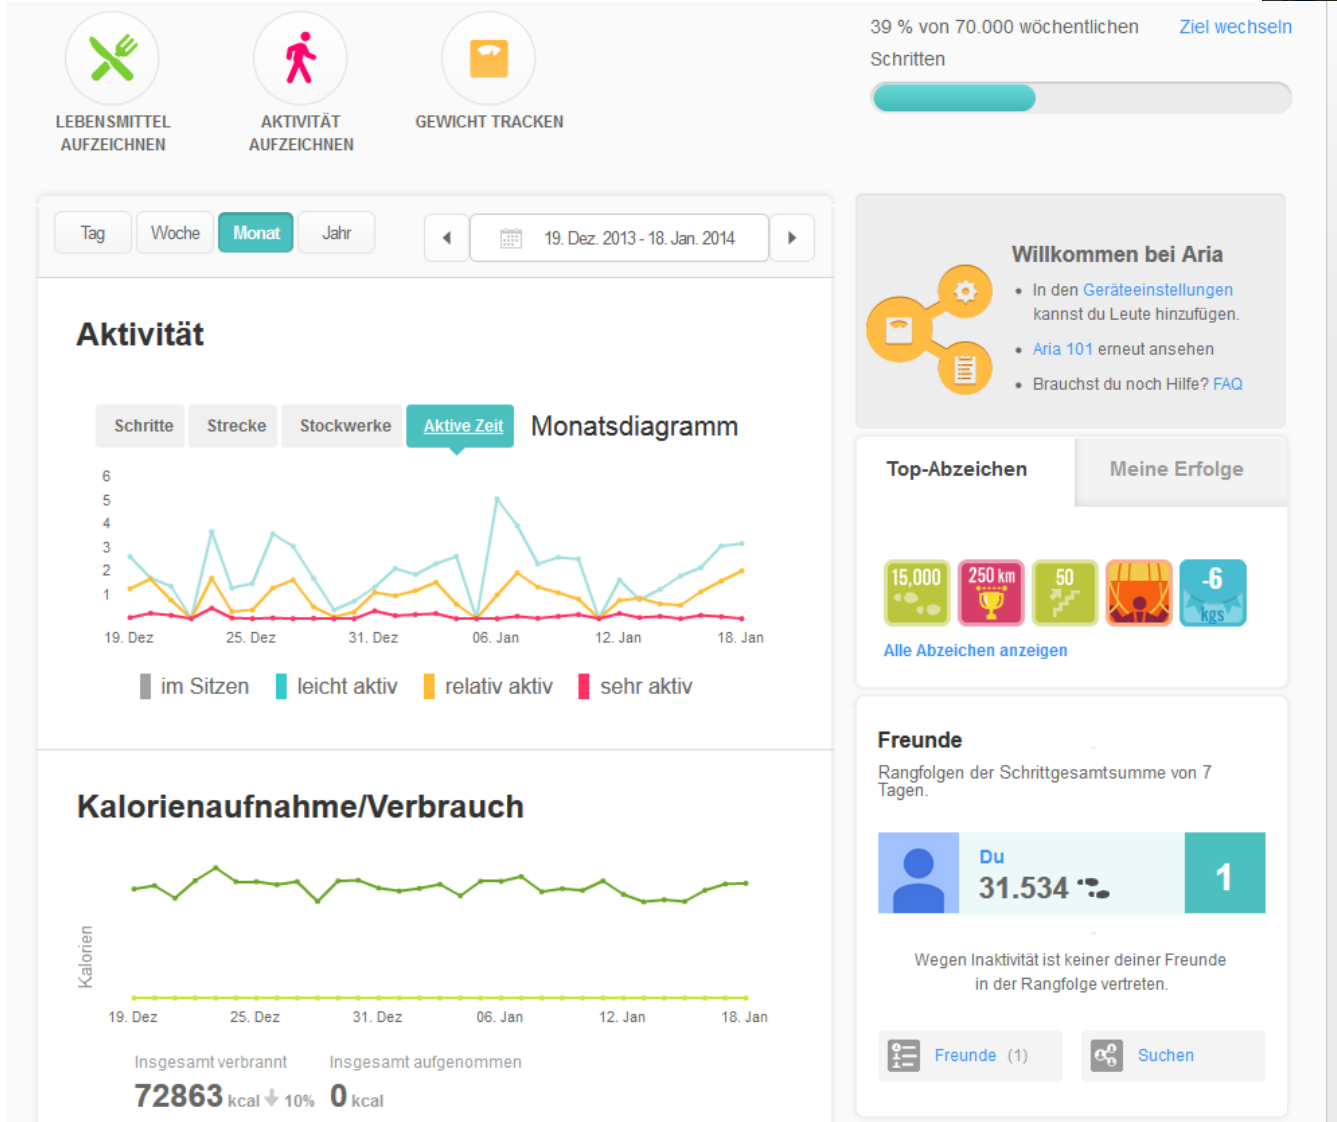 LEBENSMITTEL
AUFZEICHNEN
AKTIVITÄT
AUFZEICHNEN
GEWICHT TRACKEN
39 % von 70.000 wöchentlichen
Schritten
Ziel wechseln
Tag
Woche
Monat
Jahr
19. Dez. 2013 - 18. Jan. 2014
Aktivität
Schritte
Strecke
Stockwerke
Aktive Zeit
Monatsdiagramm
6
5
4
3
2
1
19. Dez
25. Dez
31. Dez
06. Jan
12. Jan
18. Jan
im Sitzen
leicht aktiv
relativ aktiv
sehr aktiv
Kalorienaufnahme/Verbrauch
Kalorien
19. Dez
25. Dez
31. Dez
06. Jan
12. Jan
18. Jan
Insgesamt verbrannt
72863 kcal 10%
Insgesamt aufgenommen
0 kcal
Willkommen bei Aria
• In den Geräteeinstellungen
kannst du Leute hinzufügen.
• Aria 101 erneut ansehen
• Brauchst du noch Hilfe? FAQ
Top-Abzeichen
Meine Erfolge
15,000
250 km
50
-6
kgs
Alle Abzeichen anzeigen
Freunde
Rangfolgen der Schrittgesamtsumme von 7
Tagen.
Du
31.534
1
Wegen Inaktivität ist keiner deiner Freunde
in der Rangfolge vertreten.
Freunde (1)
Suchen